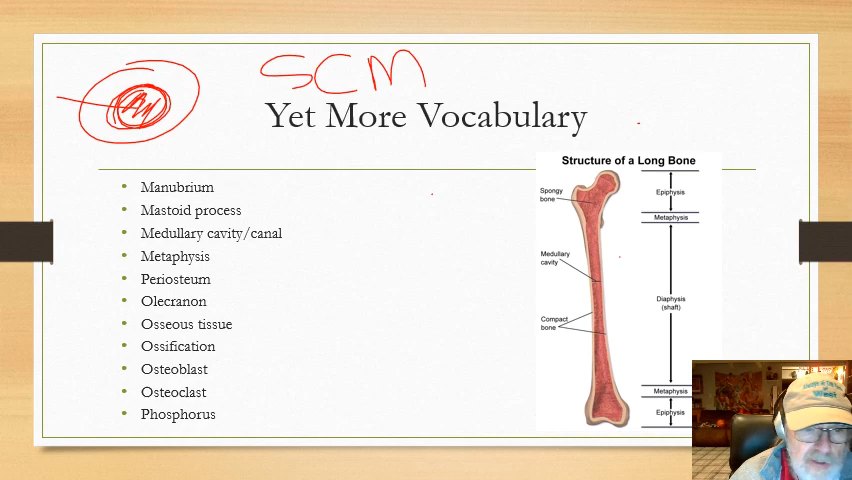 SCM
Yet More Vocabulary
• Manubrium
• Mastoid process
• Medullary cavity/canal
• Metaphysis
• Periosteum
• Olecranon
• Osseous tissue
• Ossification
• Osteoblast
• Osteoclast
• Phosphorus
Structure of a Long Bone
Spongy
bone
Medullary
cavity
Compact
bone
Epiphysis
Metaphysis
Diaphysis
(shaft)
Metaphysis
Epiphysis
WEST